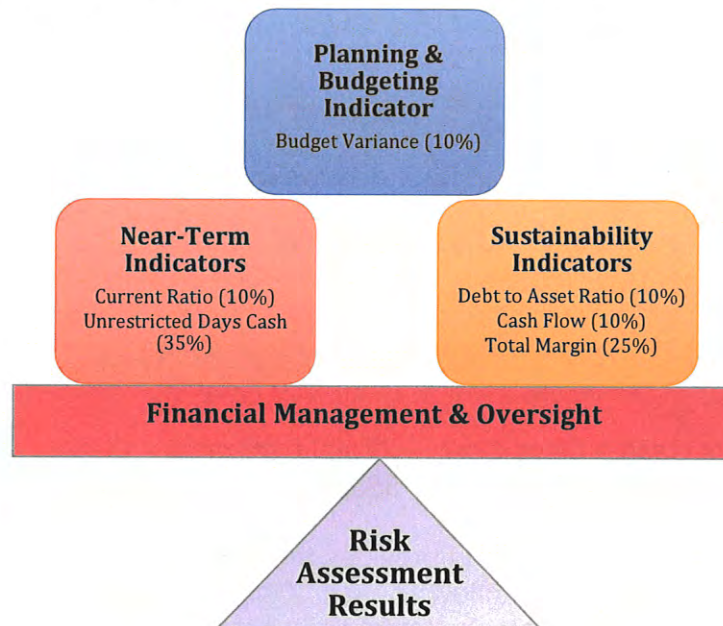 Planning &
Budgeting
Indicator
Budget Variance (10%)
Near-Term
Indicators
Current Ratio (10%)
Unrestricted Days Cash
(35%)
Sustainability
Indicators
Debt to Asset Ratio (10%)
Cash Flow (10%)
Total Margin (25%)
Financial Management & Oversight
Risk
Assessment
Results